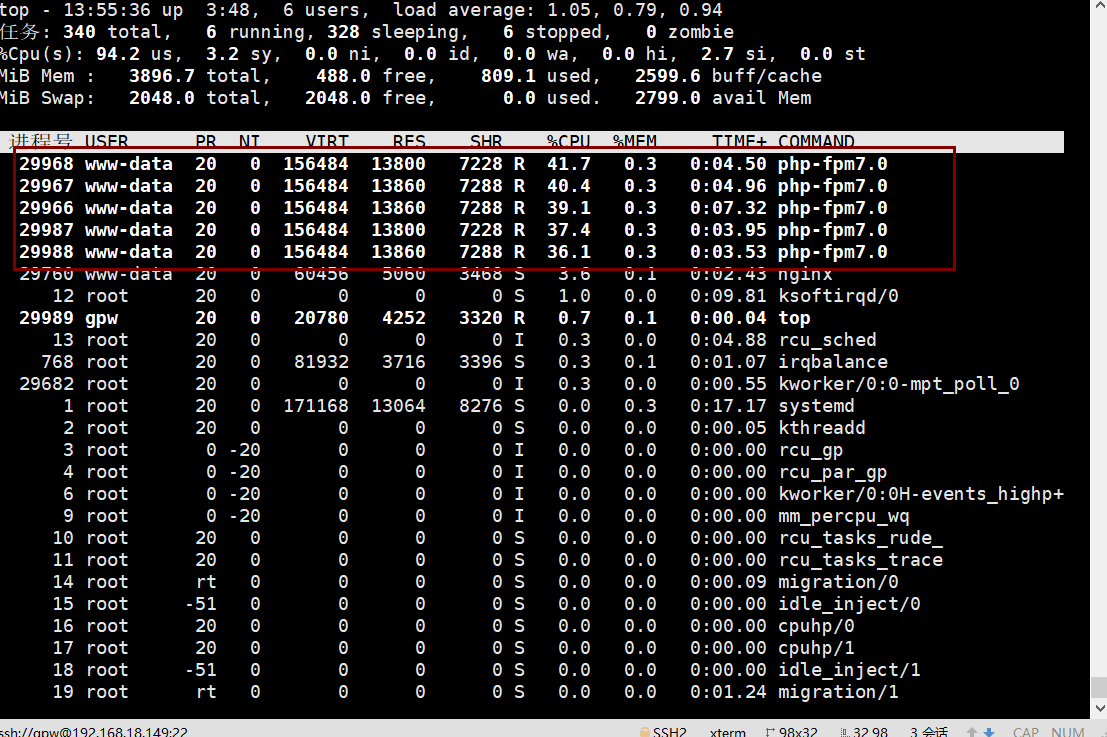 top - 13:55:36 up  3:48,  6 users,  load average: 1.05, 0.79, 0.94
任务: 340 total,   6 running, 328 sleeping,   6 stopped,   0 zombie
%Cpu(s): 94.2 us,  3.2 sy,  0.0 ni,  0.0 id,  0.0 wa,  0.0 hi,  2.7 si,  0.0 st
MiB Mem :   3896.7 total,    488.0 free,    809.1 used,   2599.6 buff/cache
MiB Swap:   2048.0 total,   2048.0 free,      0.0 used.   2799.0 avail Mem
进程号 USER      PR  NI    VIRT    RES    SHR    %CPU  %MEM     TIME+ COMMAND
29968 www-data  20   0  156484  13800   7228 R  41.7   0.3   0:04.50 php-fpm7.0
29967 www-data  20   0  156484  13860   7288 R  40.4   0.3   0:04.96 php-fpm7.0
29966 www-data  20   0  156484  13860   7288 R  39.1   0.3   0:07.32 php-fpm7.0
29987 www-data  20   0  156484  13800   7228 R  37.4   0.3   0:03.95 php-fpm7.0
29988 www-data  20   0  156484  13860   7288 R  36.1   0.3   0:03.53 php-fpm7.0
29760 www-data  20   0   60456   5060   3468 S   3.6   0.1   0:02.43 nginx
12 root      20   0       0      0      0 S   1.0   0.0   0:09.81 ksoftirqd/0
29989 gpw       20   0   20780   4252   3320 R   0.7   0.1   0:00.04 top
13 root      20   0       0      0      0 I   0.3   0.0   0:04.88 rcu_sched
768 root      20   0   81932   3716   3396 S   0.3   0.1   0:01.07 irqbalance
29682 root      20   0       0      0      0 I   0.3   0.0   0:00.55 kworker/0:0-mpt_poll_0
1 root      20   0  171168  13064   8276 S   0.0   0.3   0:17.17 systemd
2 root      20   0       0      0      0 S   0.0   0.0   0:00.05 kthreadd
3 root       0 -20       0      0      0 I   0.0   0.0   0:00.00 rcu_gp
4 root       0 -20       0      0      0 I   0.0   0.0   0:00.00 rcu_par_gp
6 root       0 -20       0      0      0 I   0.0   0.0   0:00.00 kworker/0:0H-events_highp+
9 root       0 -20       0      0      0 I   0.0   0.0   0:00.00 mm_percpu_wq
10 root      20   0       0      0      0 S   0.0   0.0   0:00.00 rcu_tasks_rude_
11 root      20   0       0      0      0 S   0.0   0.0   0:00.00 rcu_tasks_trace
14 root      rt   0       0      0      0 S   0.0   0.0   0:00.09 migration/0
15 root     -51   0       0      0      0 S   0.0   0.0   0:00.00 idle_inject/0
16 root      20   0       0      0      0 S   0.0   0.0   0:00.00 cpuhp/0
17 root      20   0       0      0      0 S   0.0   0.0   0:00.00 cpuhp/1
18 root     -51   0       0      0      0 S   0.0   0.0   0:00.00 idle_inject/1
19 root      rt   0       0      0      0 S   0.0   0.0   0:01.24 migration/1
ssh://gpw@192.168.18.149:22 SSH2 xterm 98x32 32,98 3 会话 CAP NUM